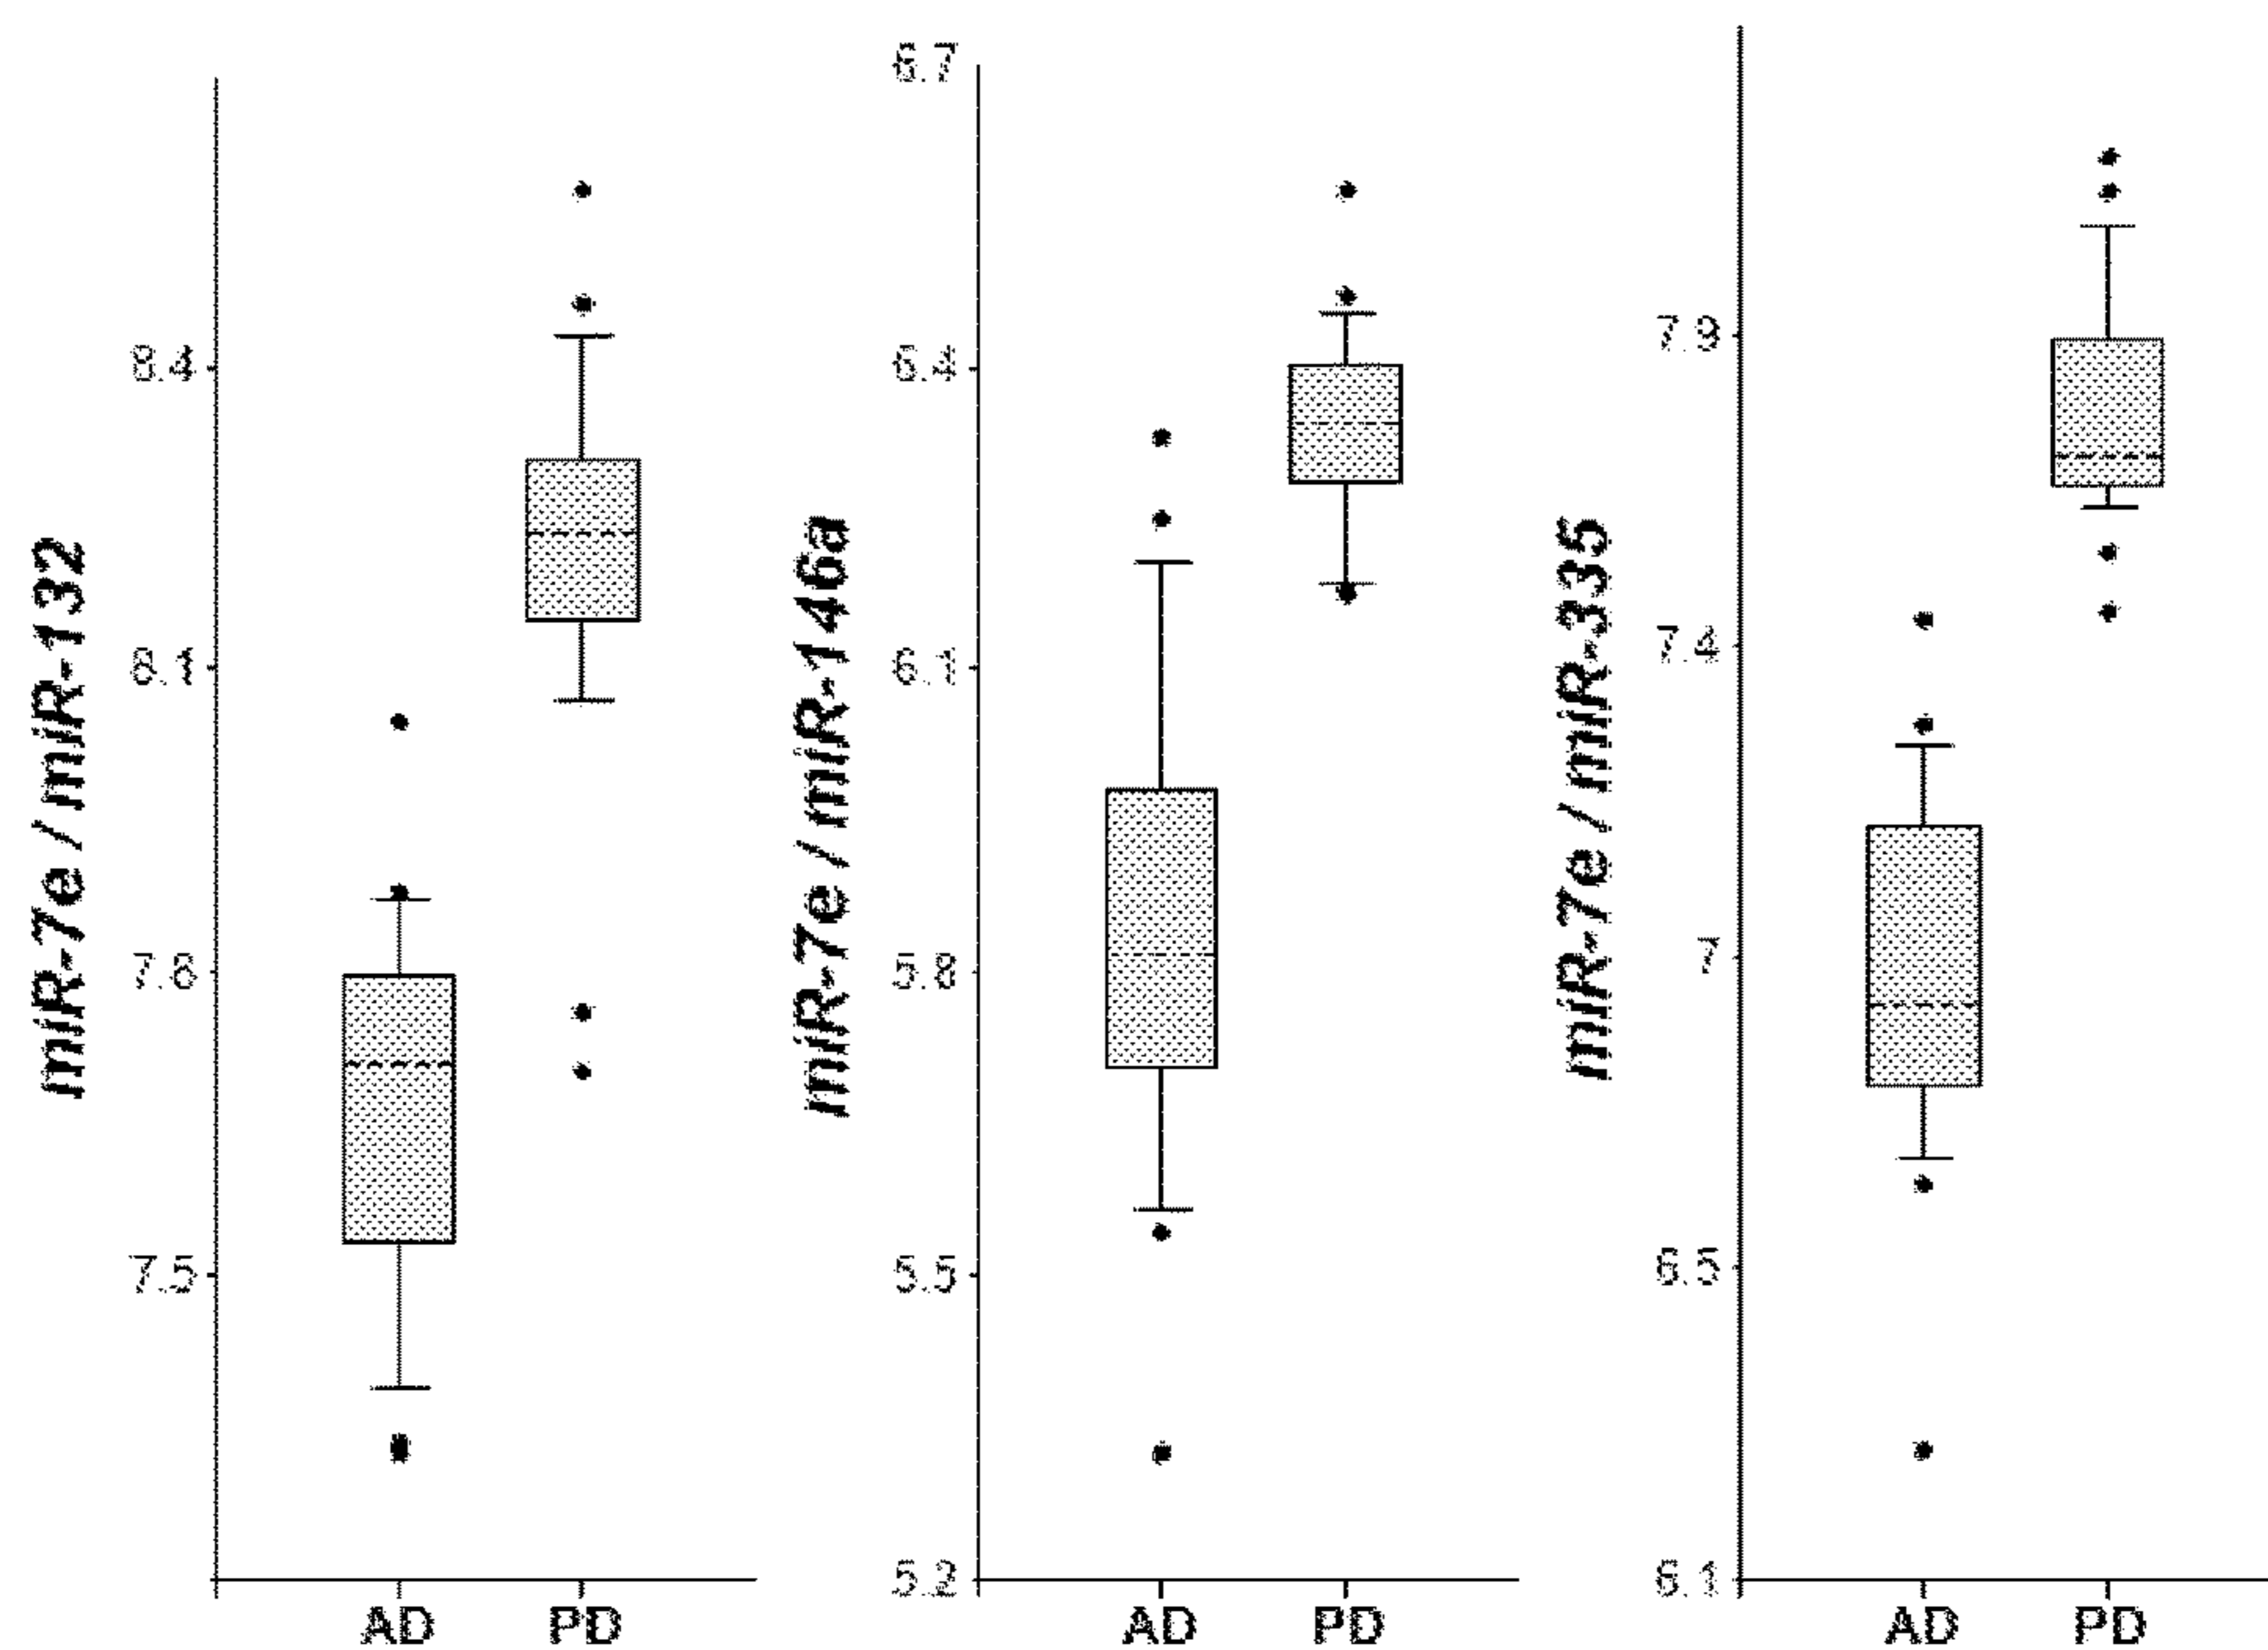 miR-7e / miR-132
8.4
8.1
7.8
7.5
AD PD
miR-7e / miR-146a
6.7
6.4
6.1
5.8
5.5
5.2
AD PD
miR-7e / miR-335
7.9
7.4
7
6.5
6.1
AD PD